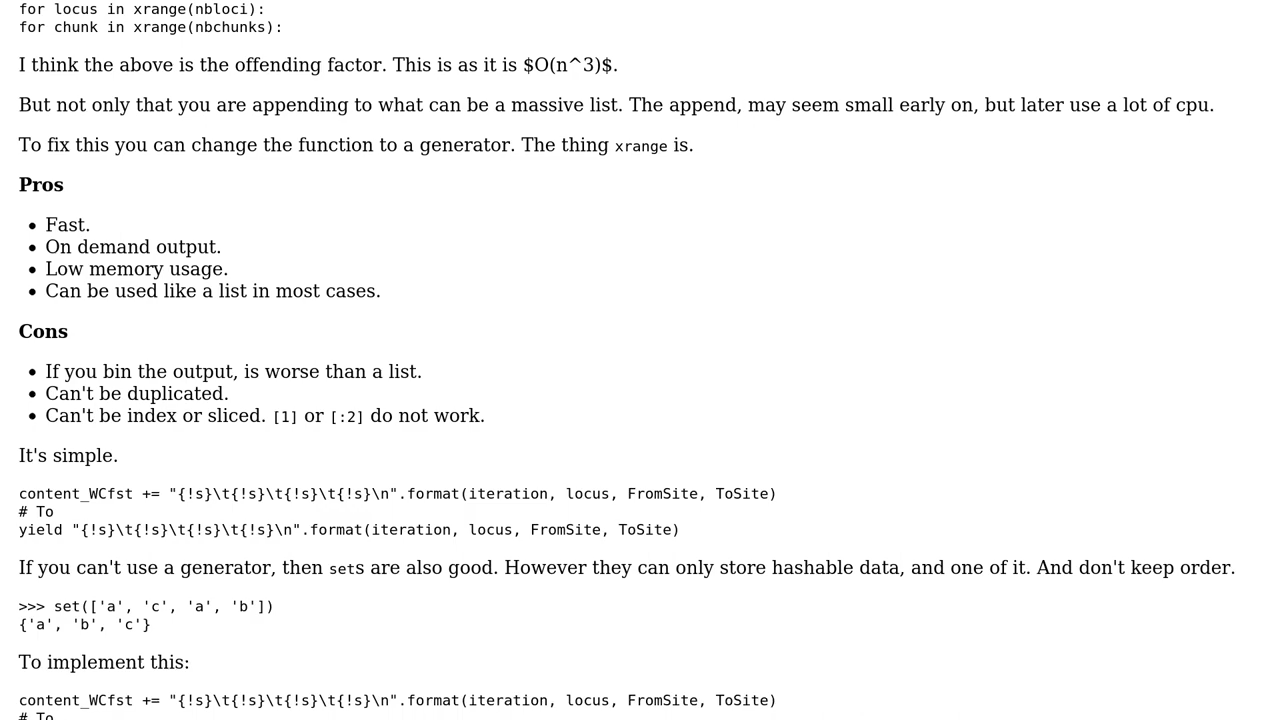 for locus in xrange(nbloci):
for chunk in xrange(nbchunks):
I think the above is the offending factor. This is as it is $O(n^3)$.
But not only that you are appending to what can be a massive list. The append, may seem small early on, but later use a lot of cpu.
To fix this you can change the function to a generator. The thing xrange is.
Pros
• Fast.
• On demand output.
• Low memory usage.
• Can be used like a list in most cases.
Cons
• If you bin the output, is worse than a list.
• Can't be duplicated.
• Can't be index or sliced. [1] or [:2] do not work.
It's simple.
content_WCfst += "{!s}\t{!s}\t{!s}\t{!s}\n".format(iteration, locus, FromSite, ToSite)
# To
yield "{!s}\t{!s}\t{!s}\t{!s}\n".format(iteration, locus, FromSite, ToSite)
If you can't use a generator, then sets are also good. However they can only store hashable data, and one of it. And don't keep order.
>>> set(['a', 'c', 'a', 'b'])
{'a', 'b', 'c'}
To implement this:
content_WCfst += "{!s}\t{!s}\t{!s}\t{!s}\n".format(iteration, locus, FromSite, ToSite)
# To